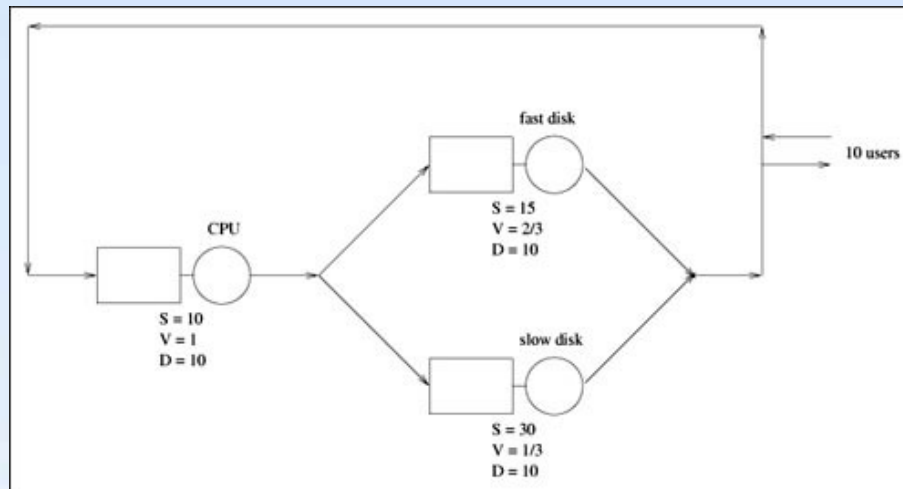 fast disk
10 users
S = 15
V = 2/3
D = 10
CPU
S = 10
V = 1
D = 10
slow disk
S = 30
V = 1/3
D = 10